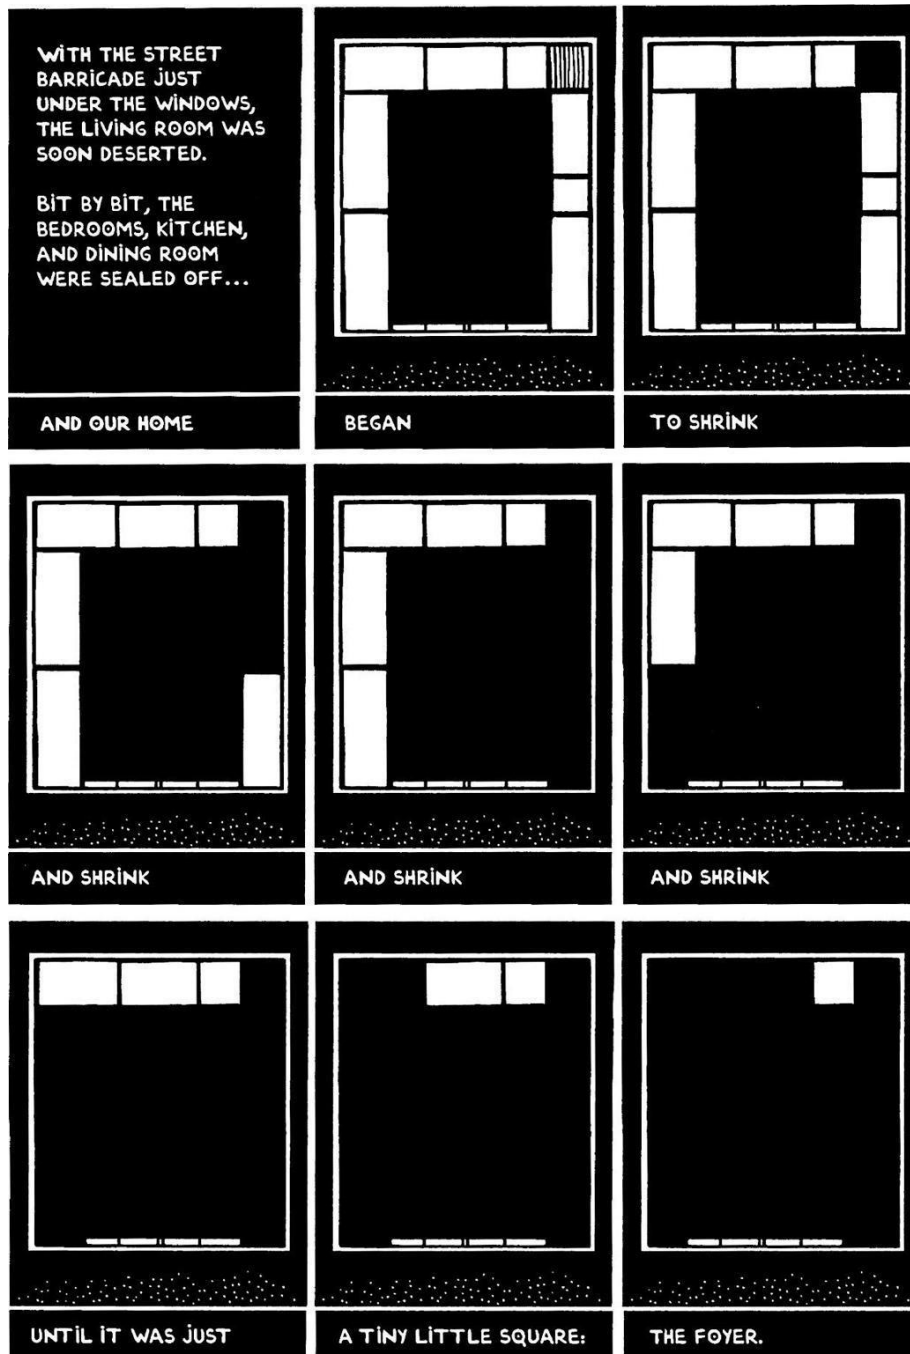 WITH THE STREET
BARRICADE JUST
UNDER THE WINDOWS,
THE LIVING ROOM WAS
SOON DESERTED.
BIT BY BIT, THE
BEDROOMS, KITCHEN,
AND DINING ROOM
WERE SEALED OFF...
AND OUR HOME
BEGAN
TO SHRINK
AND SHRINK
AND SHRINK
AND SHRINK
UNTIL IT WAS JUST
A TINY LITTLE SQUARE:
THE FOYER.